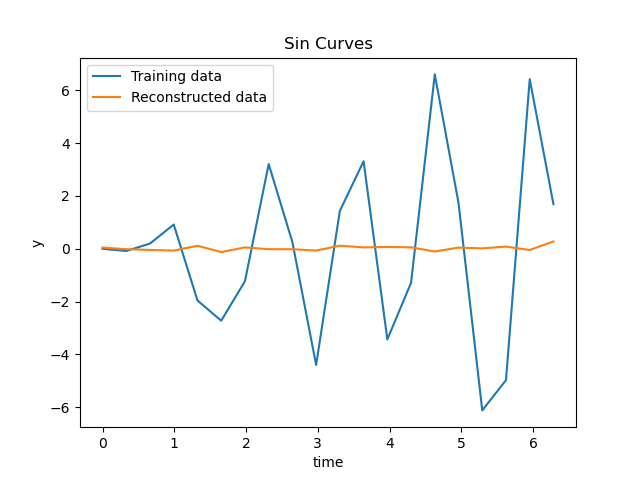 Sin Curves
Training data
Reconstructed data
6
4
2
0
−2
−4
−6
y
0 1 2 3 4 5 6
time